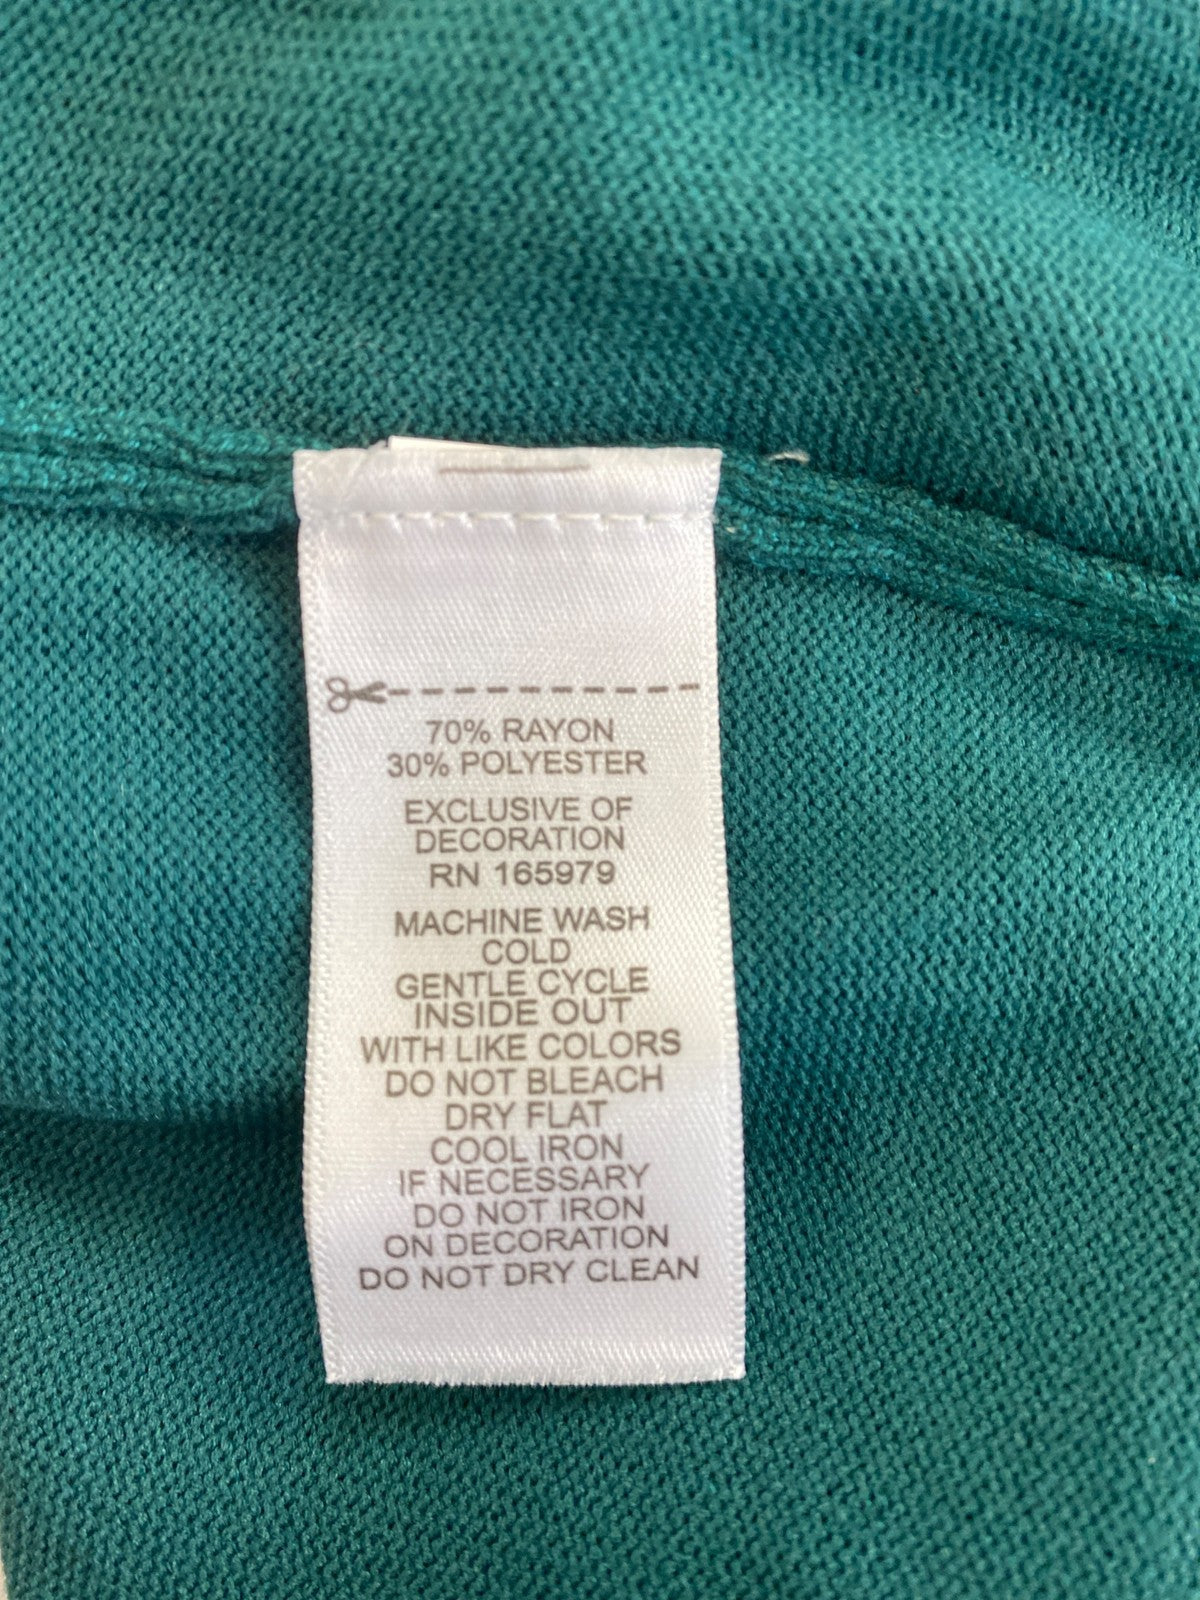 70% RAYON
30% POLYESTER
EXCLUSIVE OF
DECORATION
RN 165979
MACHINE WASH
COLD
GENTLE CYCLE
INSIDE OUT
WITH LIKE COLORS
DO NOT BLEACH
DRY FLAT
COOL IRON
IF NECESSARY
DO NOT IRON
ON DECORATION
DO NOT DRY CLEAN